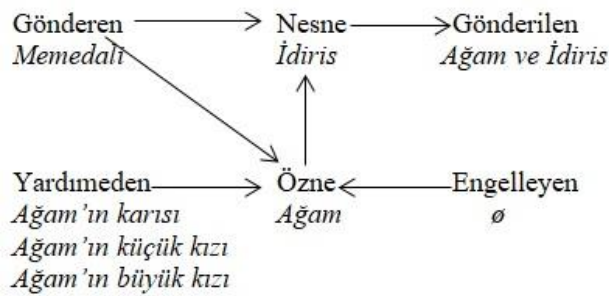 Gönderen Nesne Gönderilen
Memedali İdiris Ağam ve İdiris
Yardımeden Özne Engelleyen
Ağam'ın karısı Ağam ø
Ağam'ın küçük kızı
Ağam'ın büyük kızı